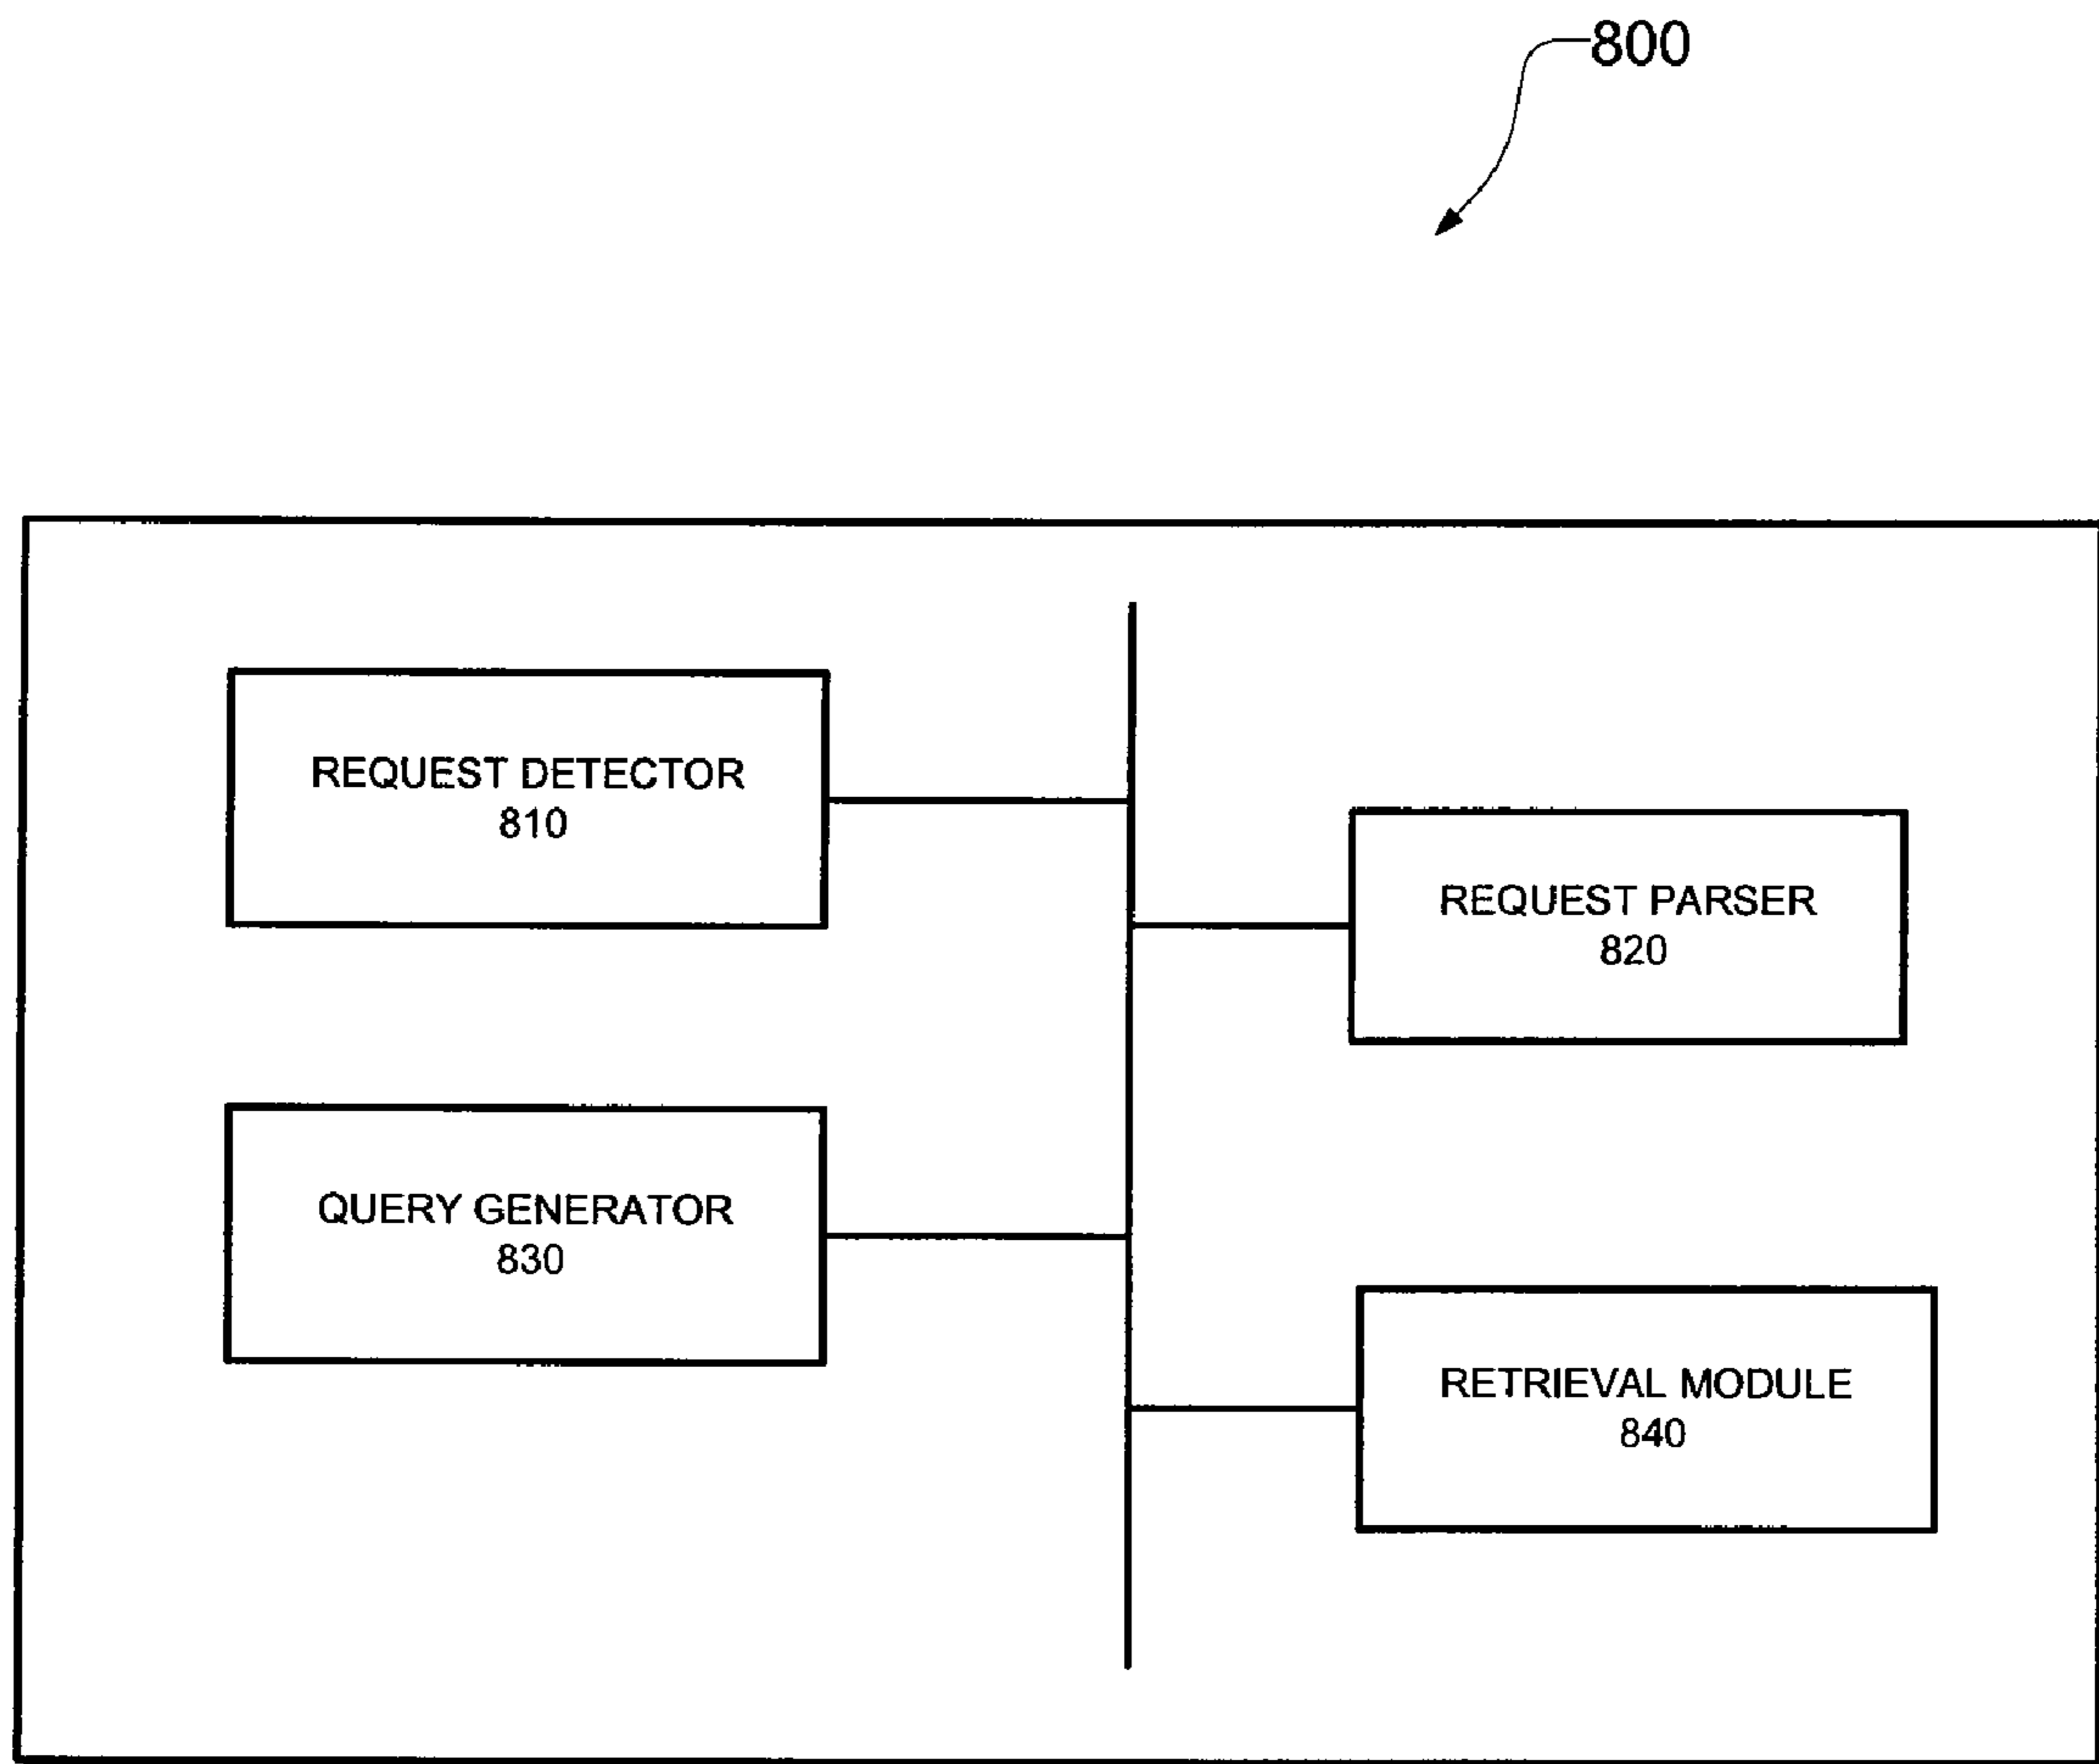 800
REQUEST DETECTOR
810
REQUEST PARSER
820
QUERY GENERATOR
830
RETRIEVAL MODULE
840